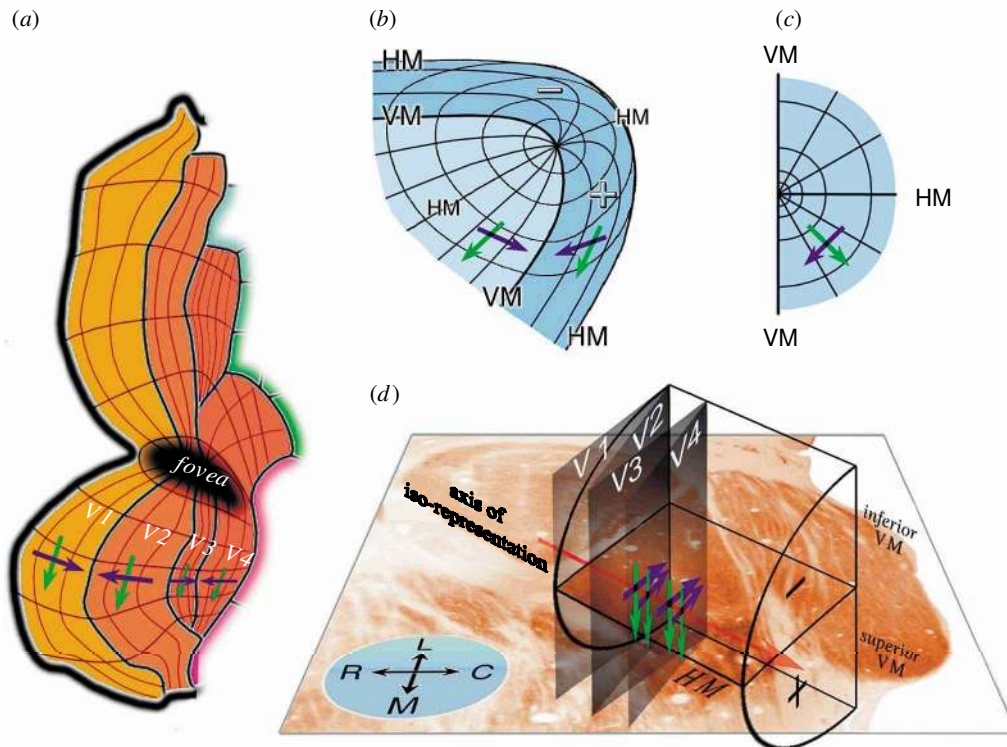 (a)
fovea
V1
V2
V3
V4
(b)
HM
VM
HM
HM
VM
HM
(c)
VM
HM
VM
(d)
V1
V2
V3
V4
axis of
iso-representation
inferior
VM
superior
VM
HM
L
R
C
M